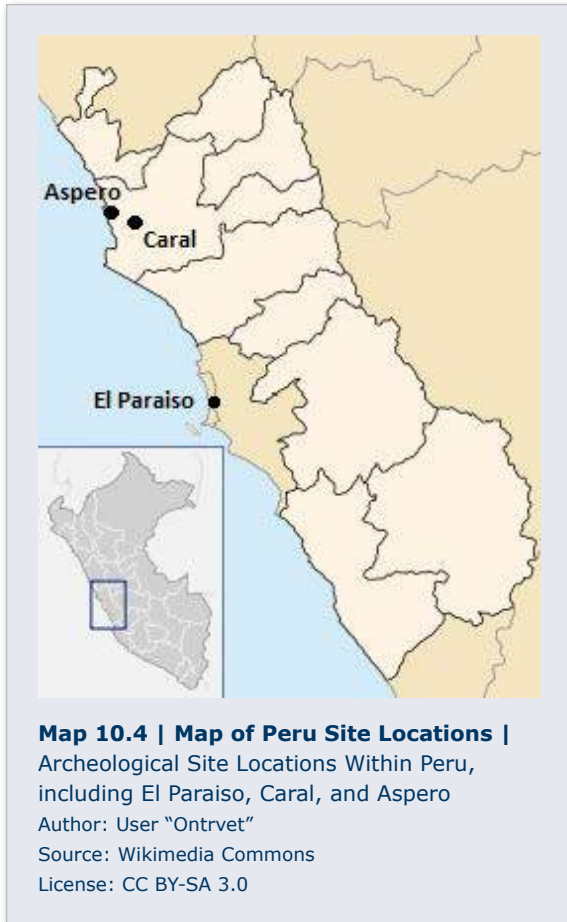 Aspero
Caral
El Paraiso
Map 10.4 | Map of Peru Site Locations |
Archeological Site Locations Within Peru,
including El Paraiso, Caral, and Aspero
Author: User “Ontrvet”
Source: Wikimedia Commons
License: CC BY-SA 3.0